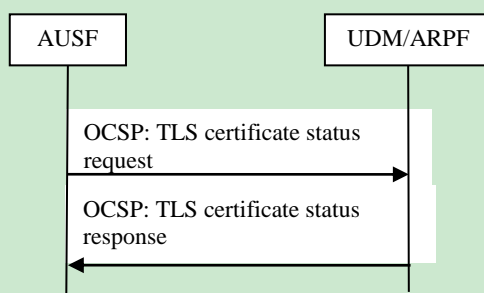 AUSF
UDM/ARPF
OCSP: TLS certificate status
request
OCSP: TLS certificate status
response